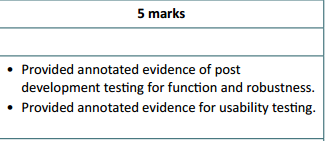 5 marks
• Provided annotated evidence of post
development testing for function and robustness.
• Provided annotated evidence for usability testing.